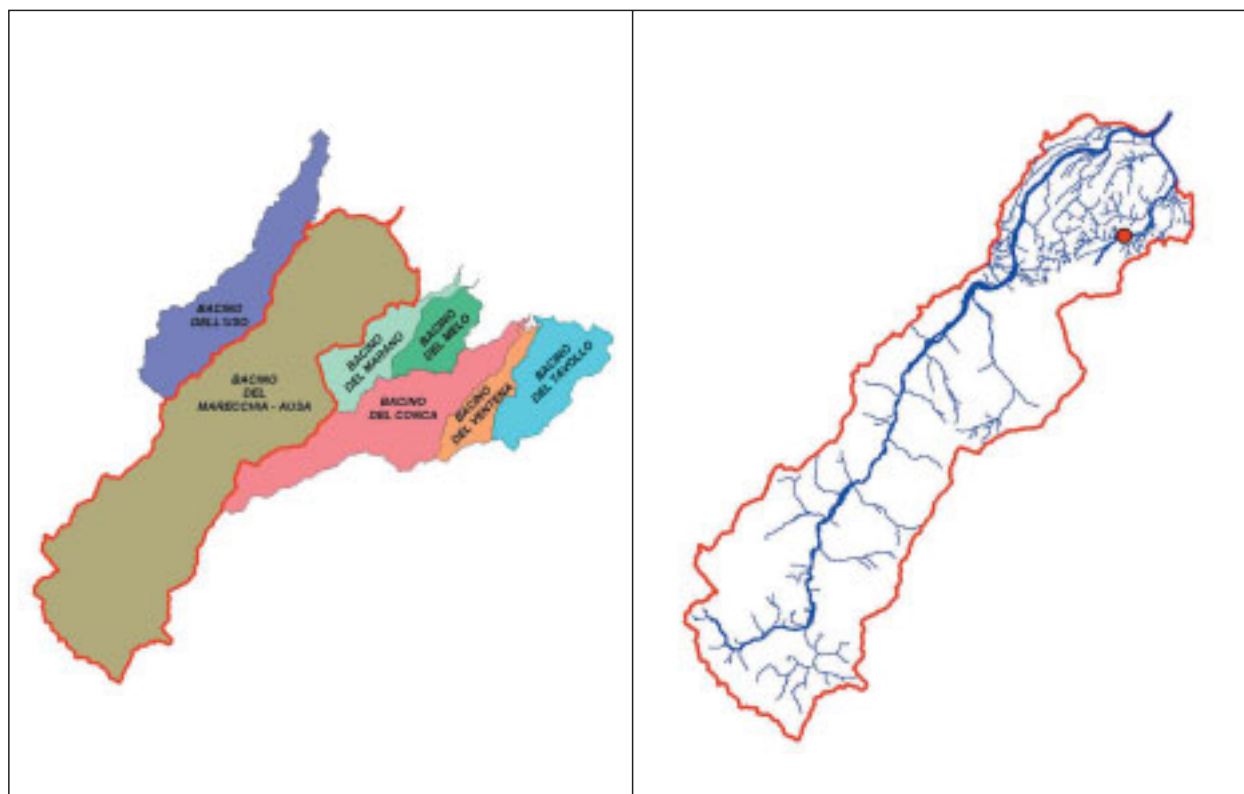 BACINO
DELL'USO
BACINO
DEL
MARECCHIA - AUSA
BACINO
DEL MARANO
BACINO
DEL MELO
BACINO
DEL CONCA
BACINO
DEL VENTENA
BACINO
DEL TAVOLLO